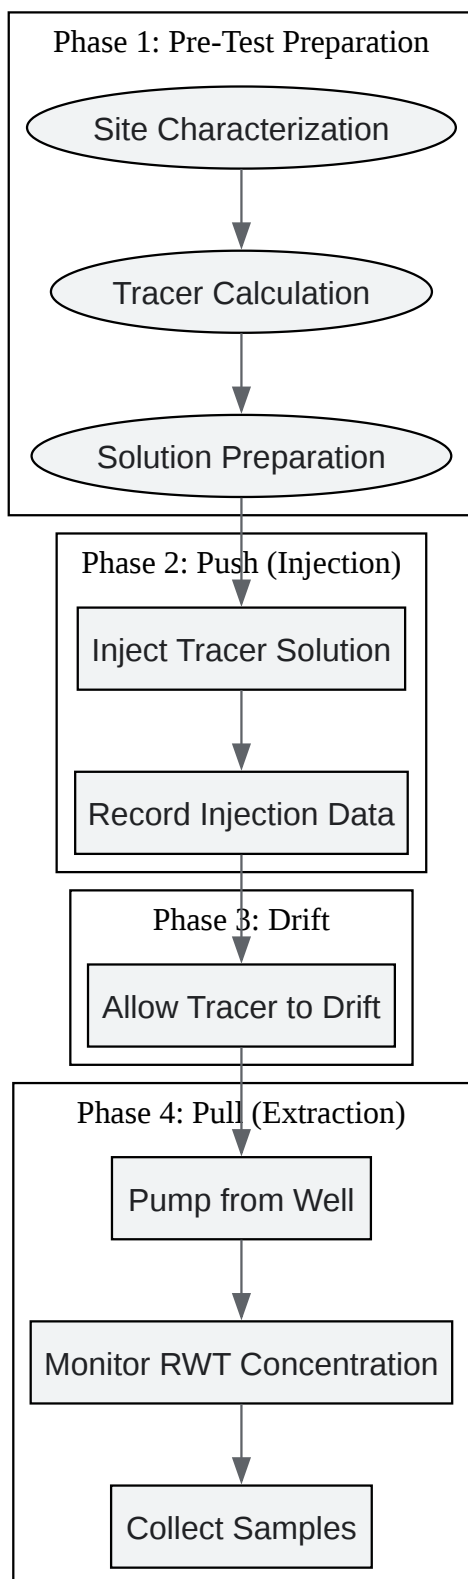 Phase 1: Pre-Test Preparation
Site Characterization
Tracer Calculation
Solution Preparation
Phase 2: Push (Injection)
Inject Tracer Solution
Record Injection Data
Phase 3: Drift
Allow Tracer to Drift
Phase 4: Pull (Extraction)
Pump from Well
Monitor RWT Concentration
Collect Samples